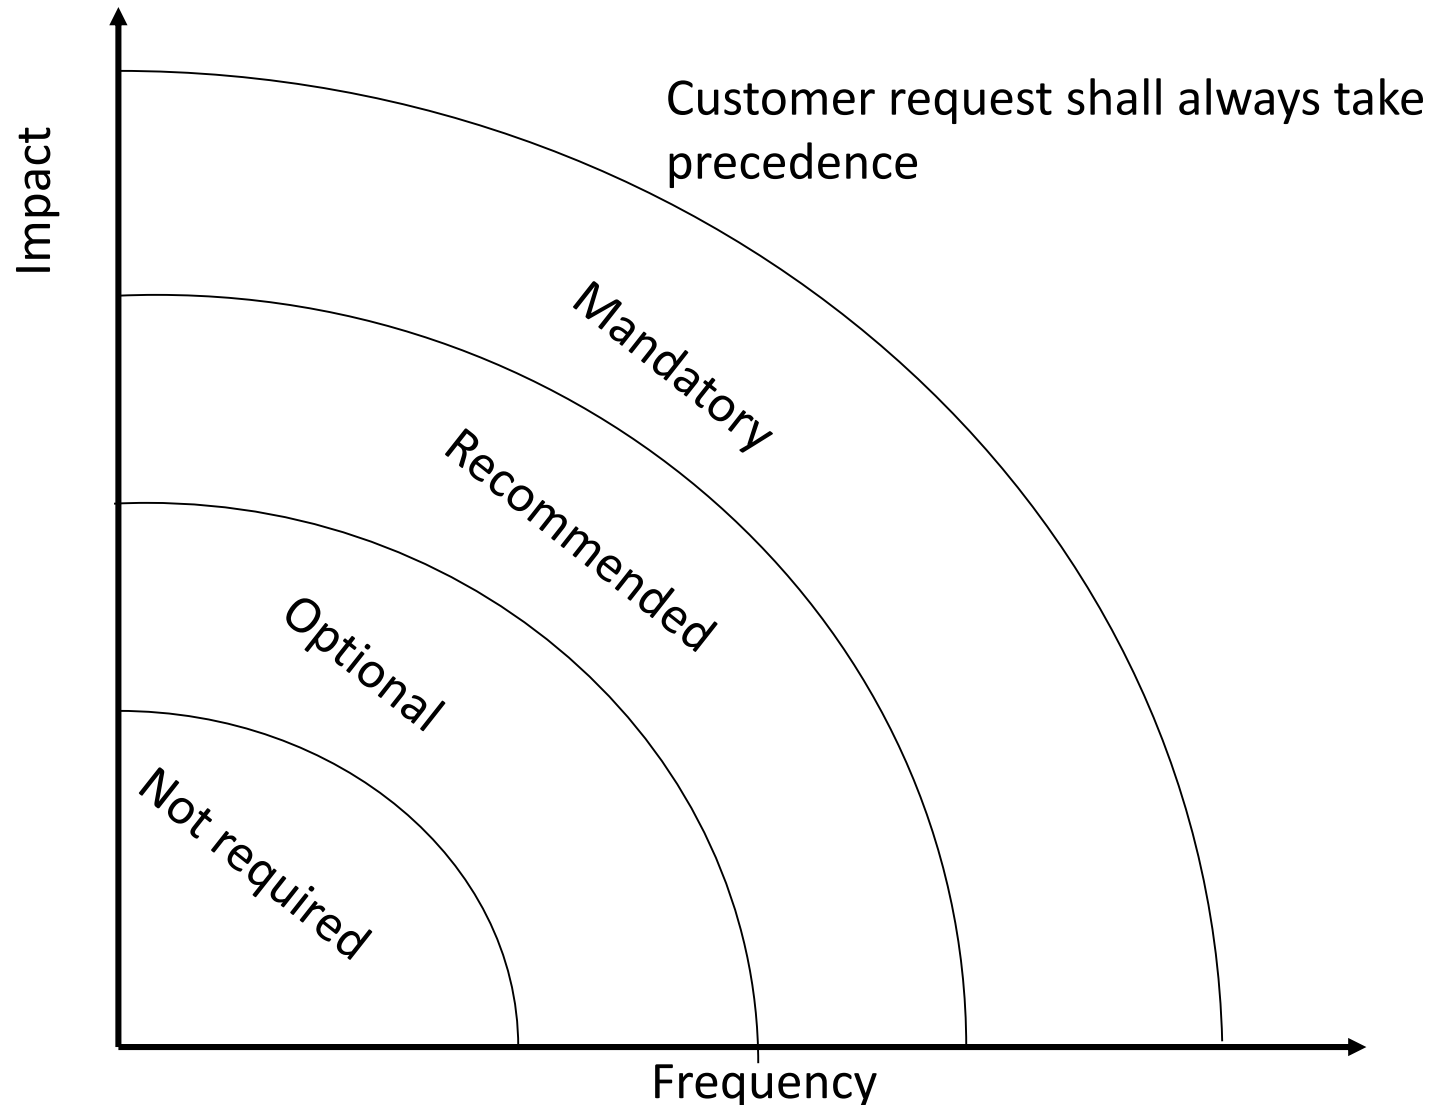 Impact
Customer request shall always take
precedence
Mandatory
Recommended
Optional
Not required
Frequency